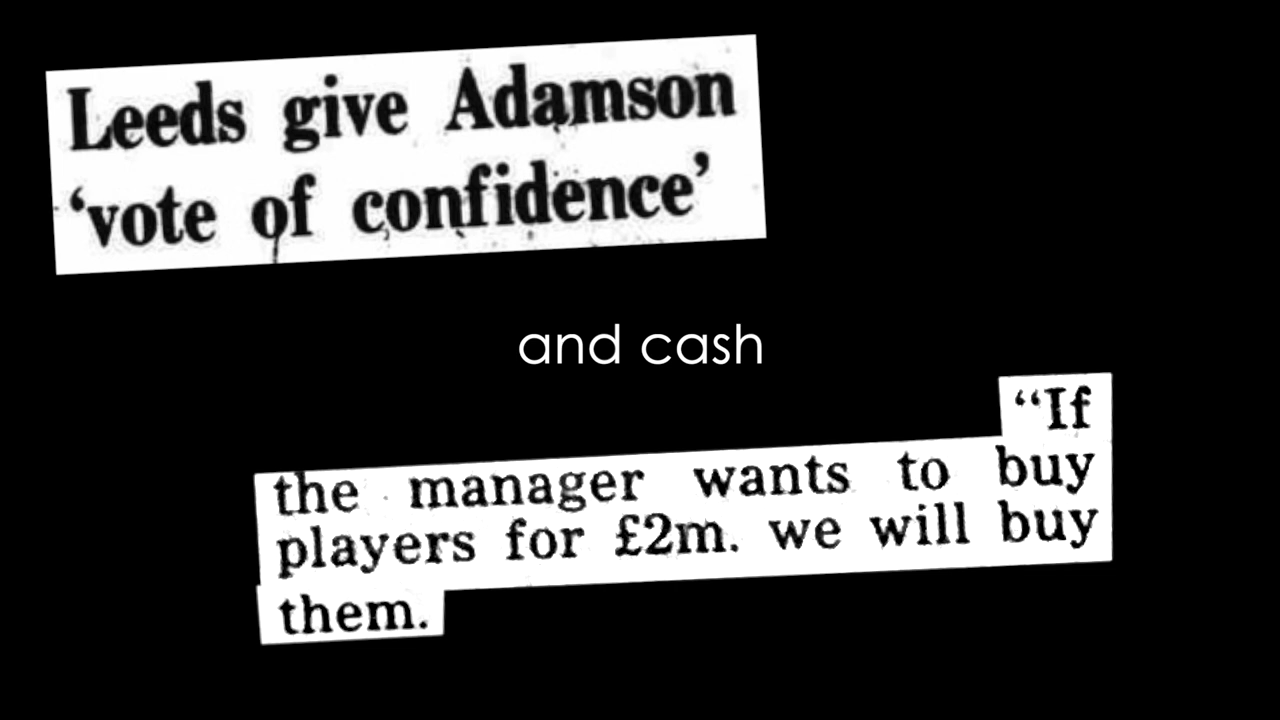 Leeds give Adamson
‘vote of confidence’
and cash
“If
the manager wants to buy
players for £2m. we will buy
them.